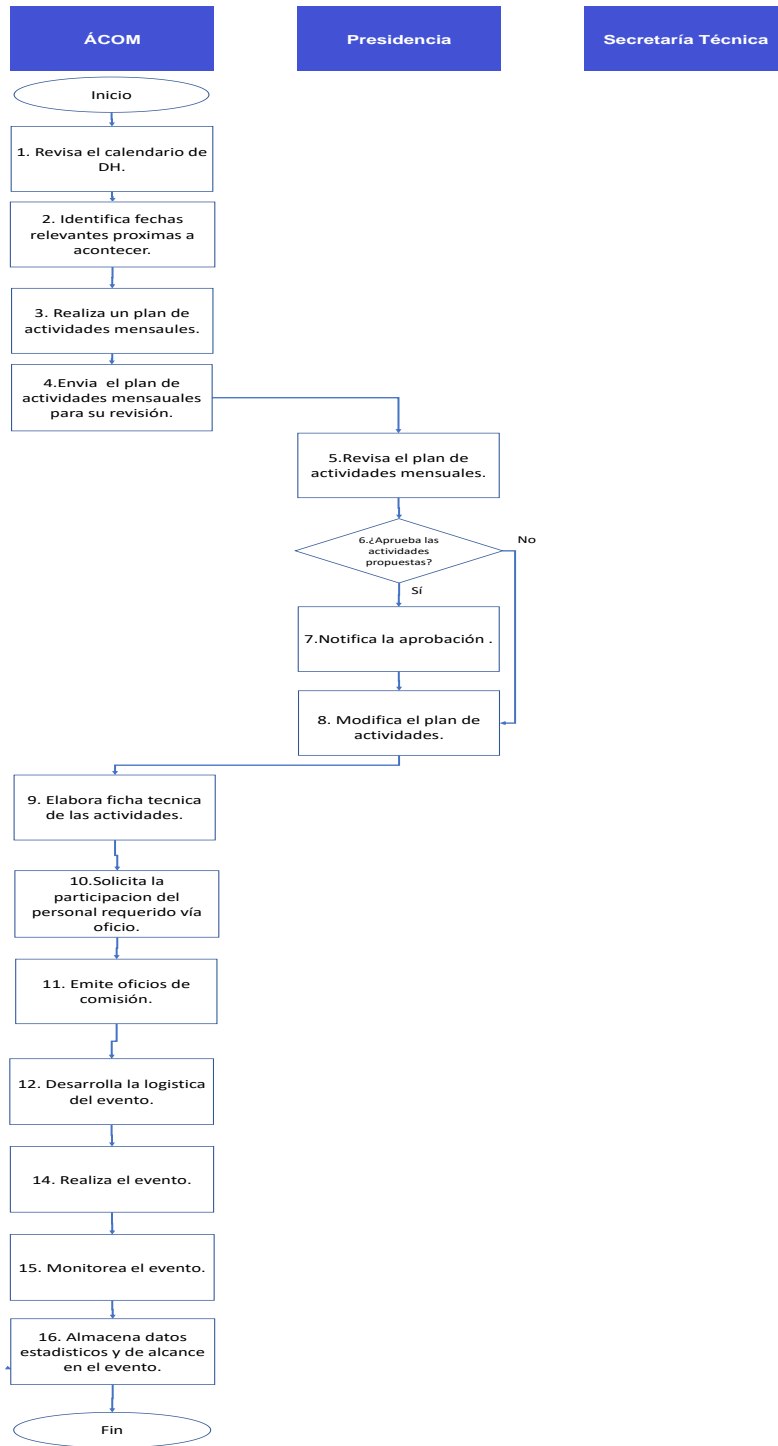 ÁCOM
Presidencia
Secretaría Técnica
Inicio
1. Revisa el calendario de
DH.
2. Identifica fechas
relevantes proximas a
acontecer.
3. Realiza un plan de
actividades mensaules.
4.Envia  el plan de
actividades mensauales
para su revisión.
5.Revisa el plan de
actividades mensuales.
6.¿Aprueba las
actividades
propuestas?
No
Sí
7.Notifica la aprobación .
8. Modifica el plan de
actividades.
9. Elabora ficha tecnica
de las actividades.
10.Solicita la
participacion del
personal requerido vía
oficio.
11. Emite oficios de
comisión.
12. Desarrolla la logistica
del evento.
14. Realiza el evento.
15. Monitorea el evento.
16. Almacena datos
estadisticos y de alcance
en el evento.
Fin